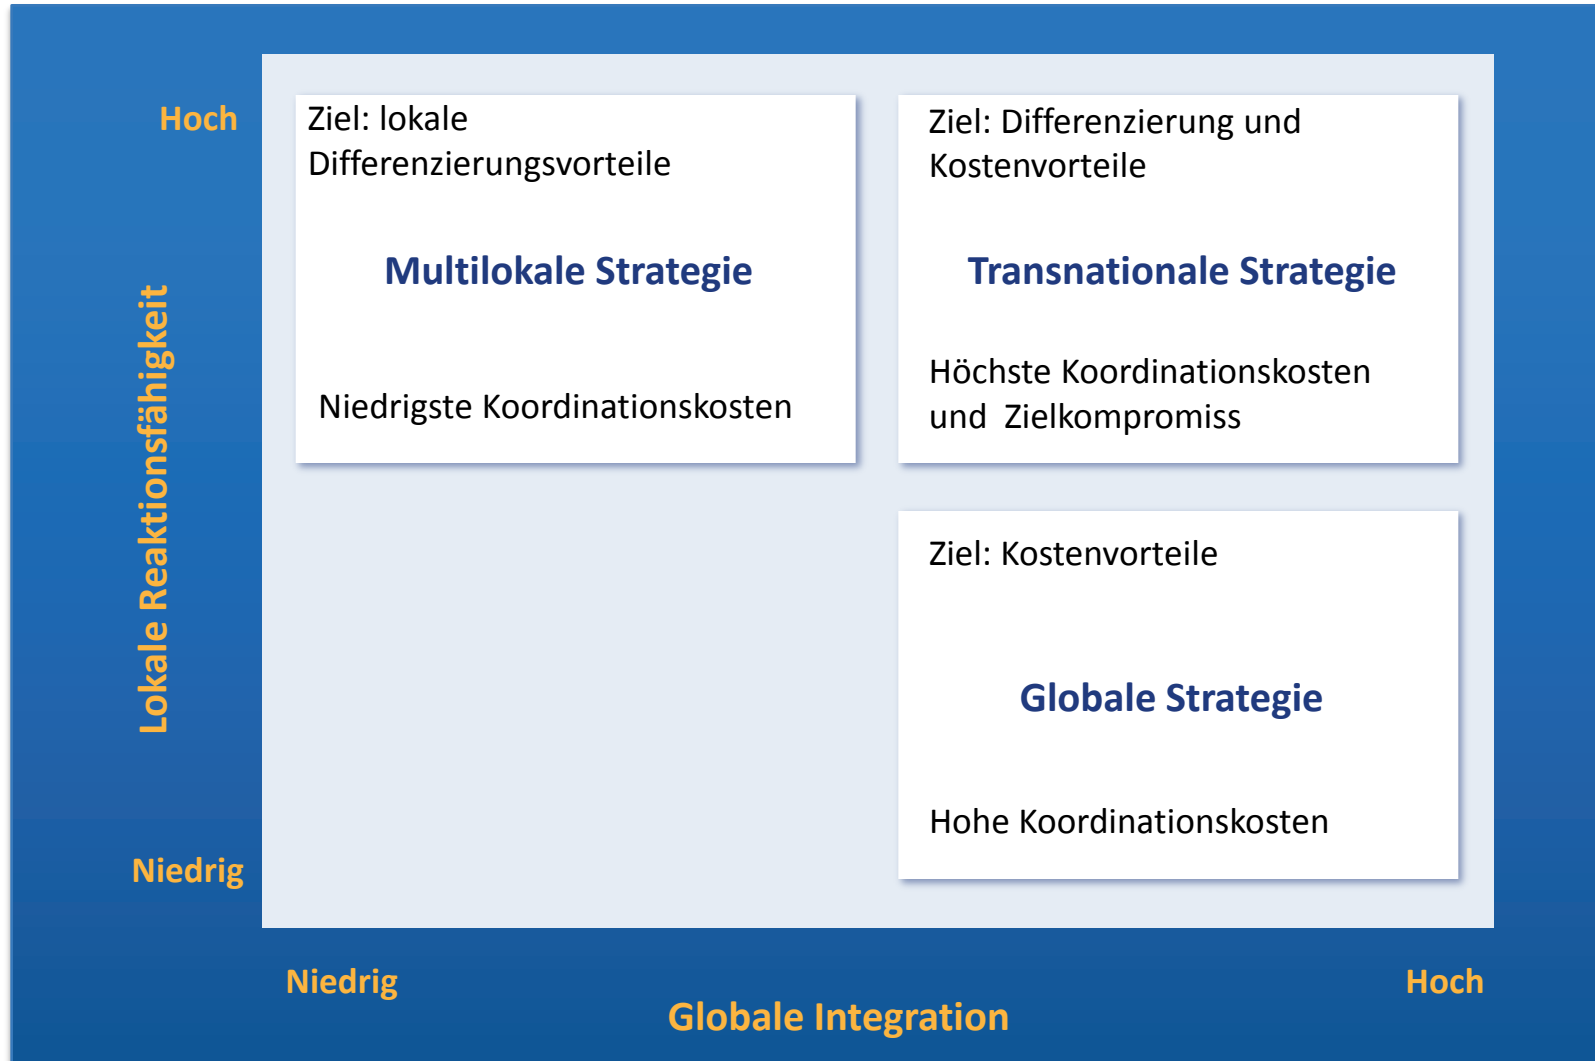 Hoch
Ziel: lokale
Differenzierungsvorteile
Multilokale Strategie
Niedrigste Koordinationskosten
Ziel: Differenzierung und
Kostenvorteile
Transnationale Strategie
Höchste Koordinationskosten
und  Zielkompromiss
Lokale Reaktionsfähigkeit
Ziel: Kostenvorteile
Globale Strategie
Hohe Koordinationskosten
Niedrig
Niedrig
Hoch
Globale Integration